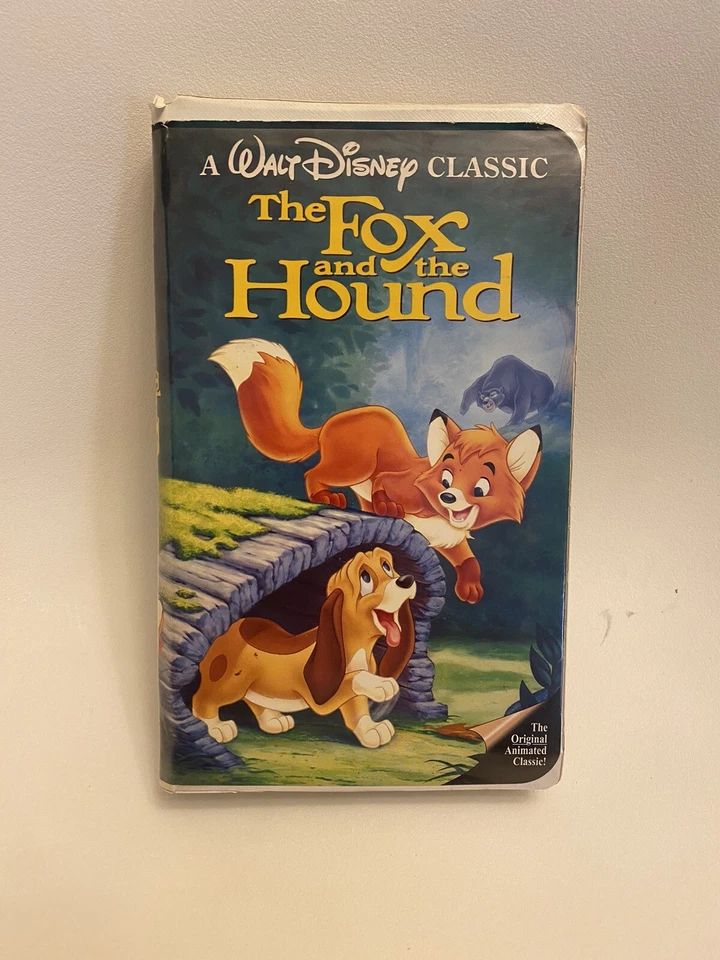 A WALT DISNEY CLASSIC
The Fox
and the
Hound
The
Original
Animated
Classic!